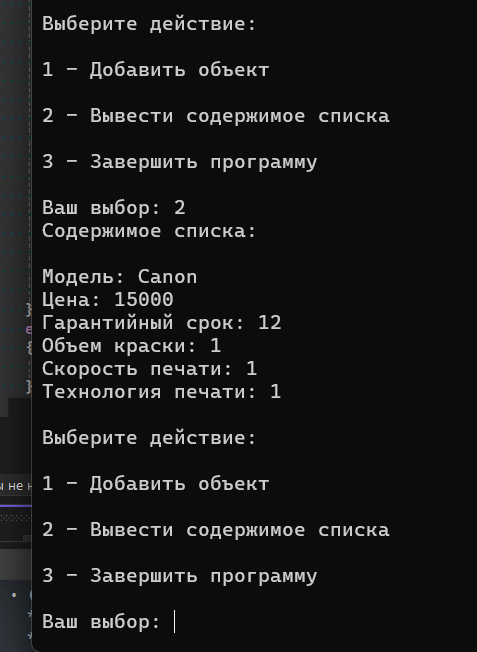 Выберите действие:
1 – Добавить объект
2 – Вывести содержимое списка
3 – Завершить программу
Ваш выбор: 2
Содержимое списка:
Модель: Canon
Цена: 15000
Гарантийный срок: 12
Объем краски: 1
Скорость печати: 1
Технология печати: 1
Выберите действие:
1 – Добавить объект
2 – Вывести содержимое списка
3 – Завершить программу
Ваш выбор: